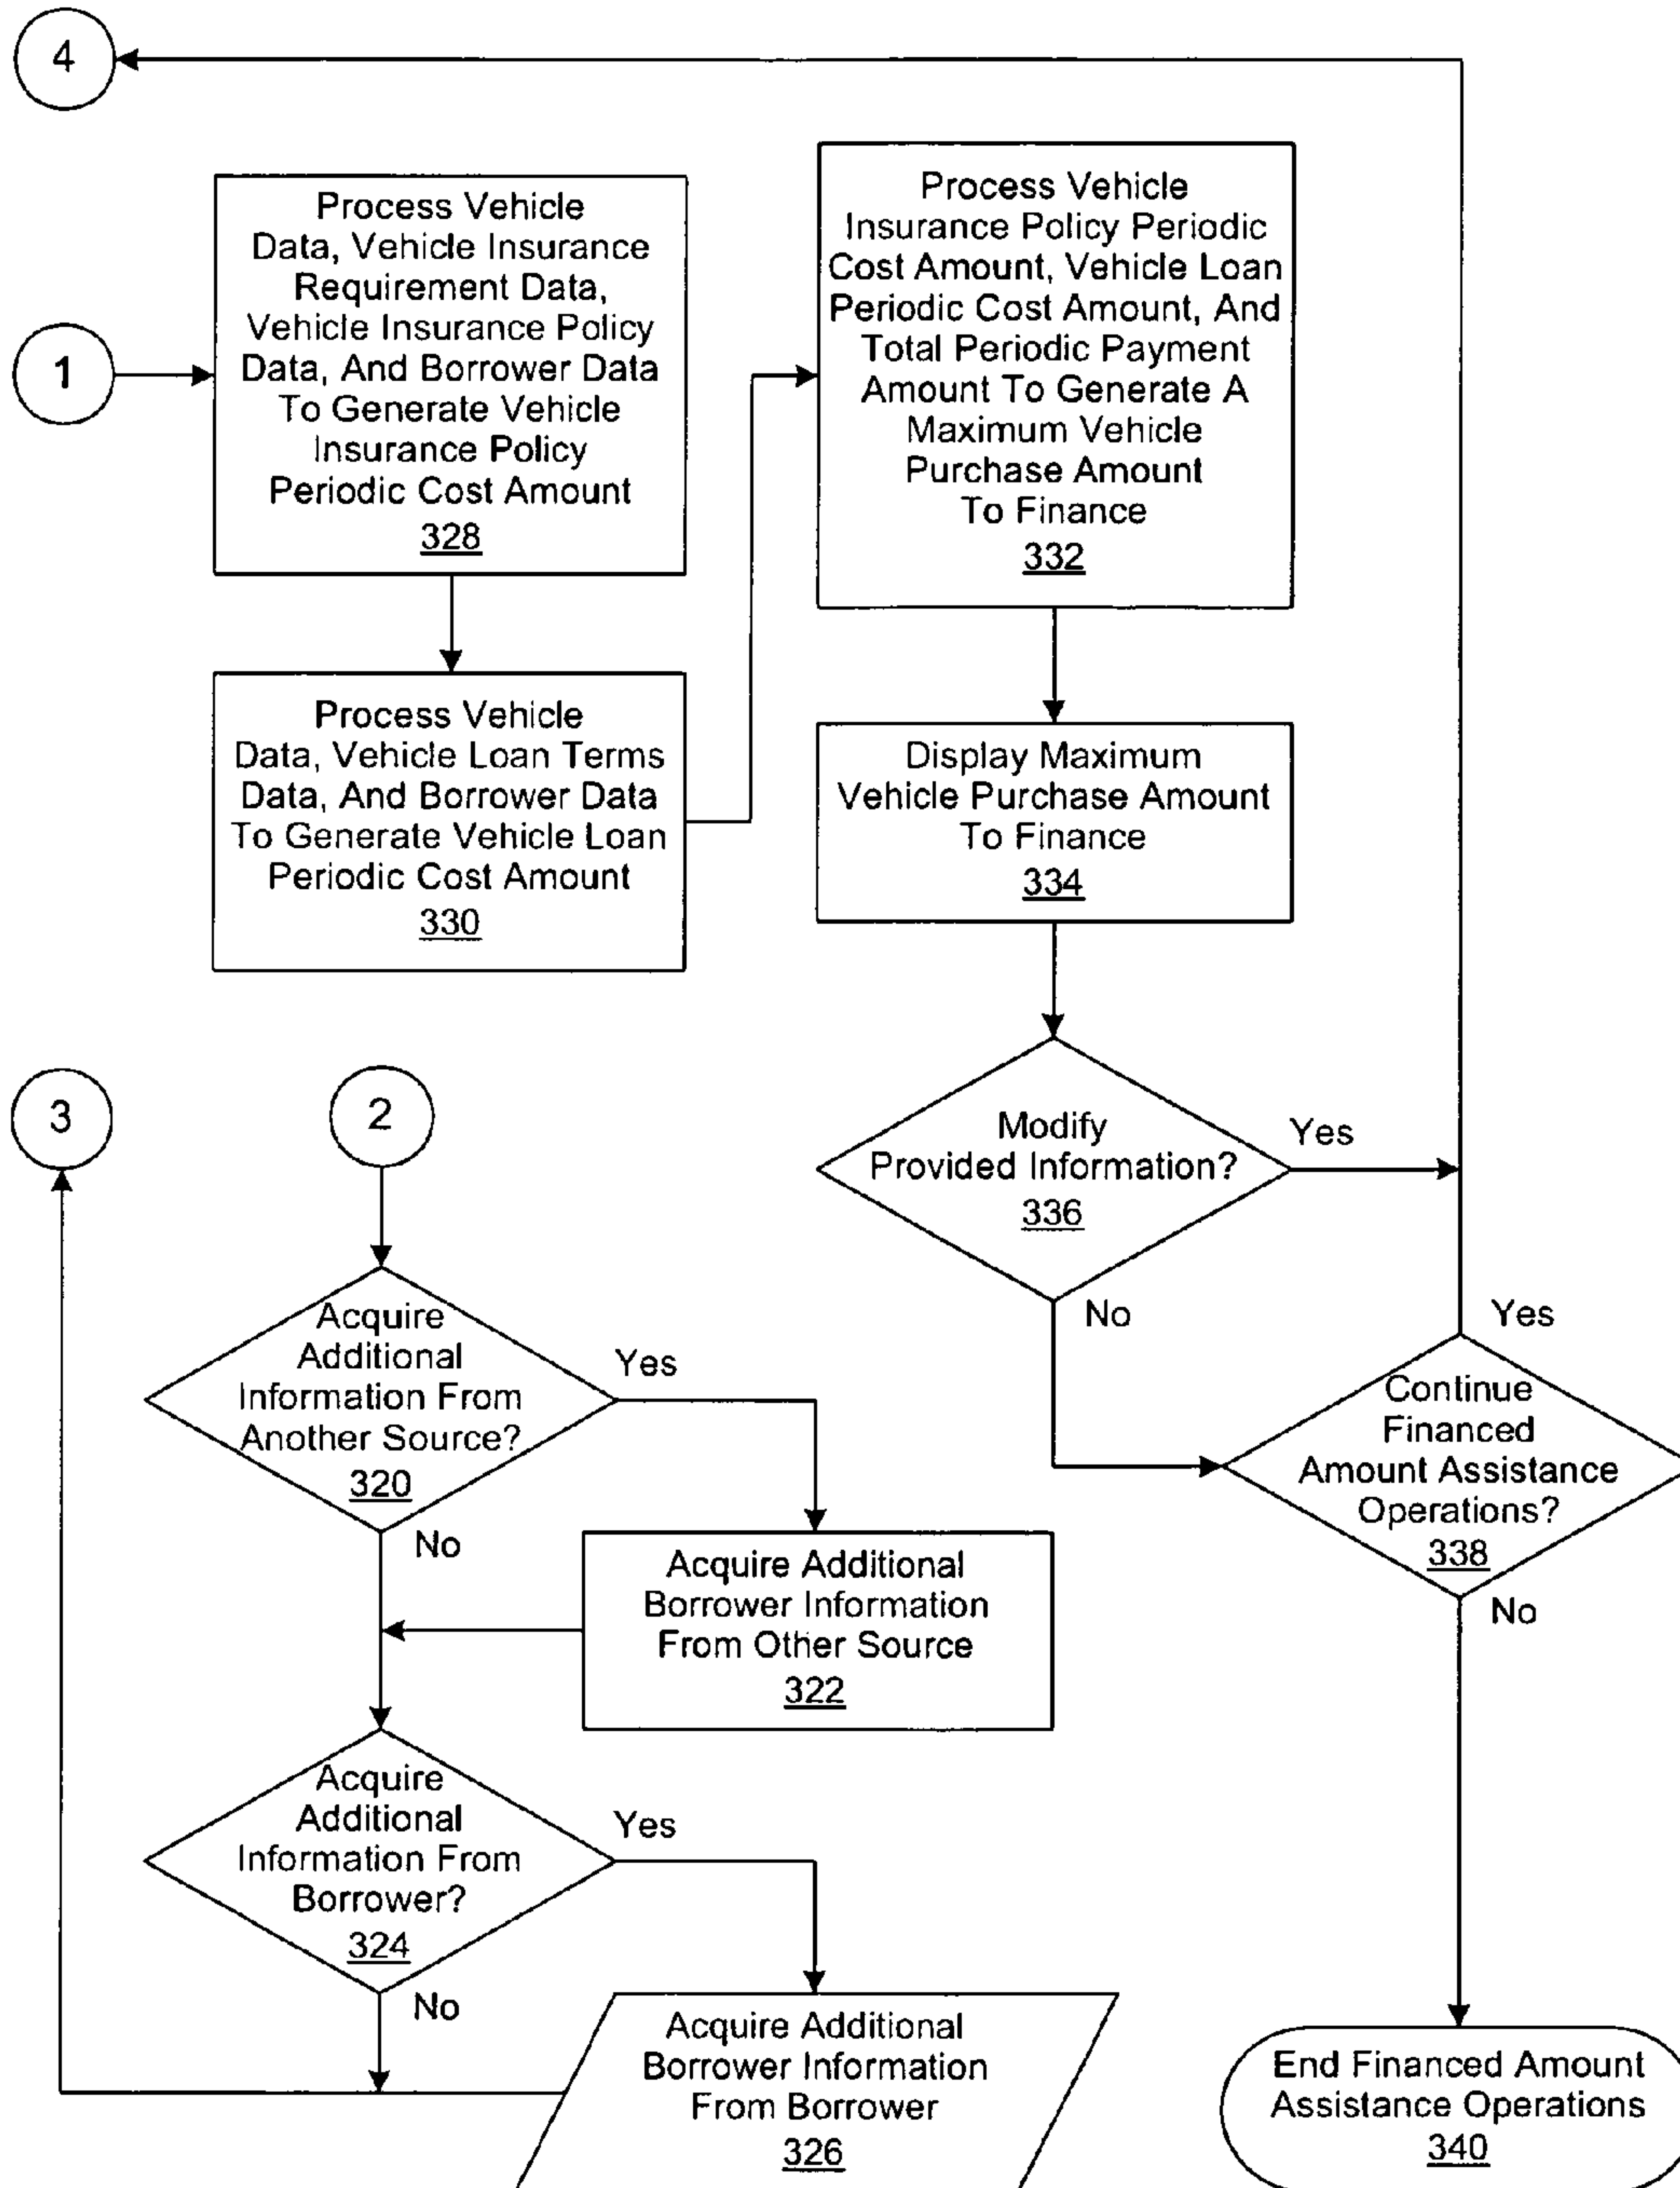 4
1
Process Vehicle
Data, Vehicle Insurance
Requirement Data,
Vehicle Insurance Policy
Data, And Borrower Data
To Generate Vehicle
Insurance Policy
Periodic Cost Amount
328
Process Vehicle
Insurance Policy Periodic
Cost Amount, Vehicle Loan
Periodic Cost Amount, And
Total Periodic Payment
Amount To Generate A
Maximum Vehicle
Purchase Amount
To Finance
332
Process Vehicle
Data, Vehicle Loan Terms
Data, And Borrower Data
To Generate Vehicle Loan
Periodic Cost Amount
330
Display Maximum
Vehicle Purchase Amount
To Finance
334
Modify
Provided Information?
336
Yes
No
3
2
Acquire
Additional
Information From
Another Source?
320
Yes
No
Acquire Additional
Borrower Information
From Other Source
322
Continue
Financed
Amount Assistance
Operations?
338
Yes
No
Acquire
Additional
Information From
Borrower?
324
Yes
No
Acquire Additional
Borrower Information
From Borrower
326
End Financed Amount
Assistance Operations
340